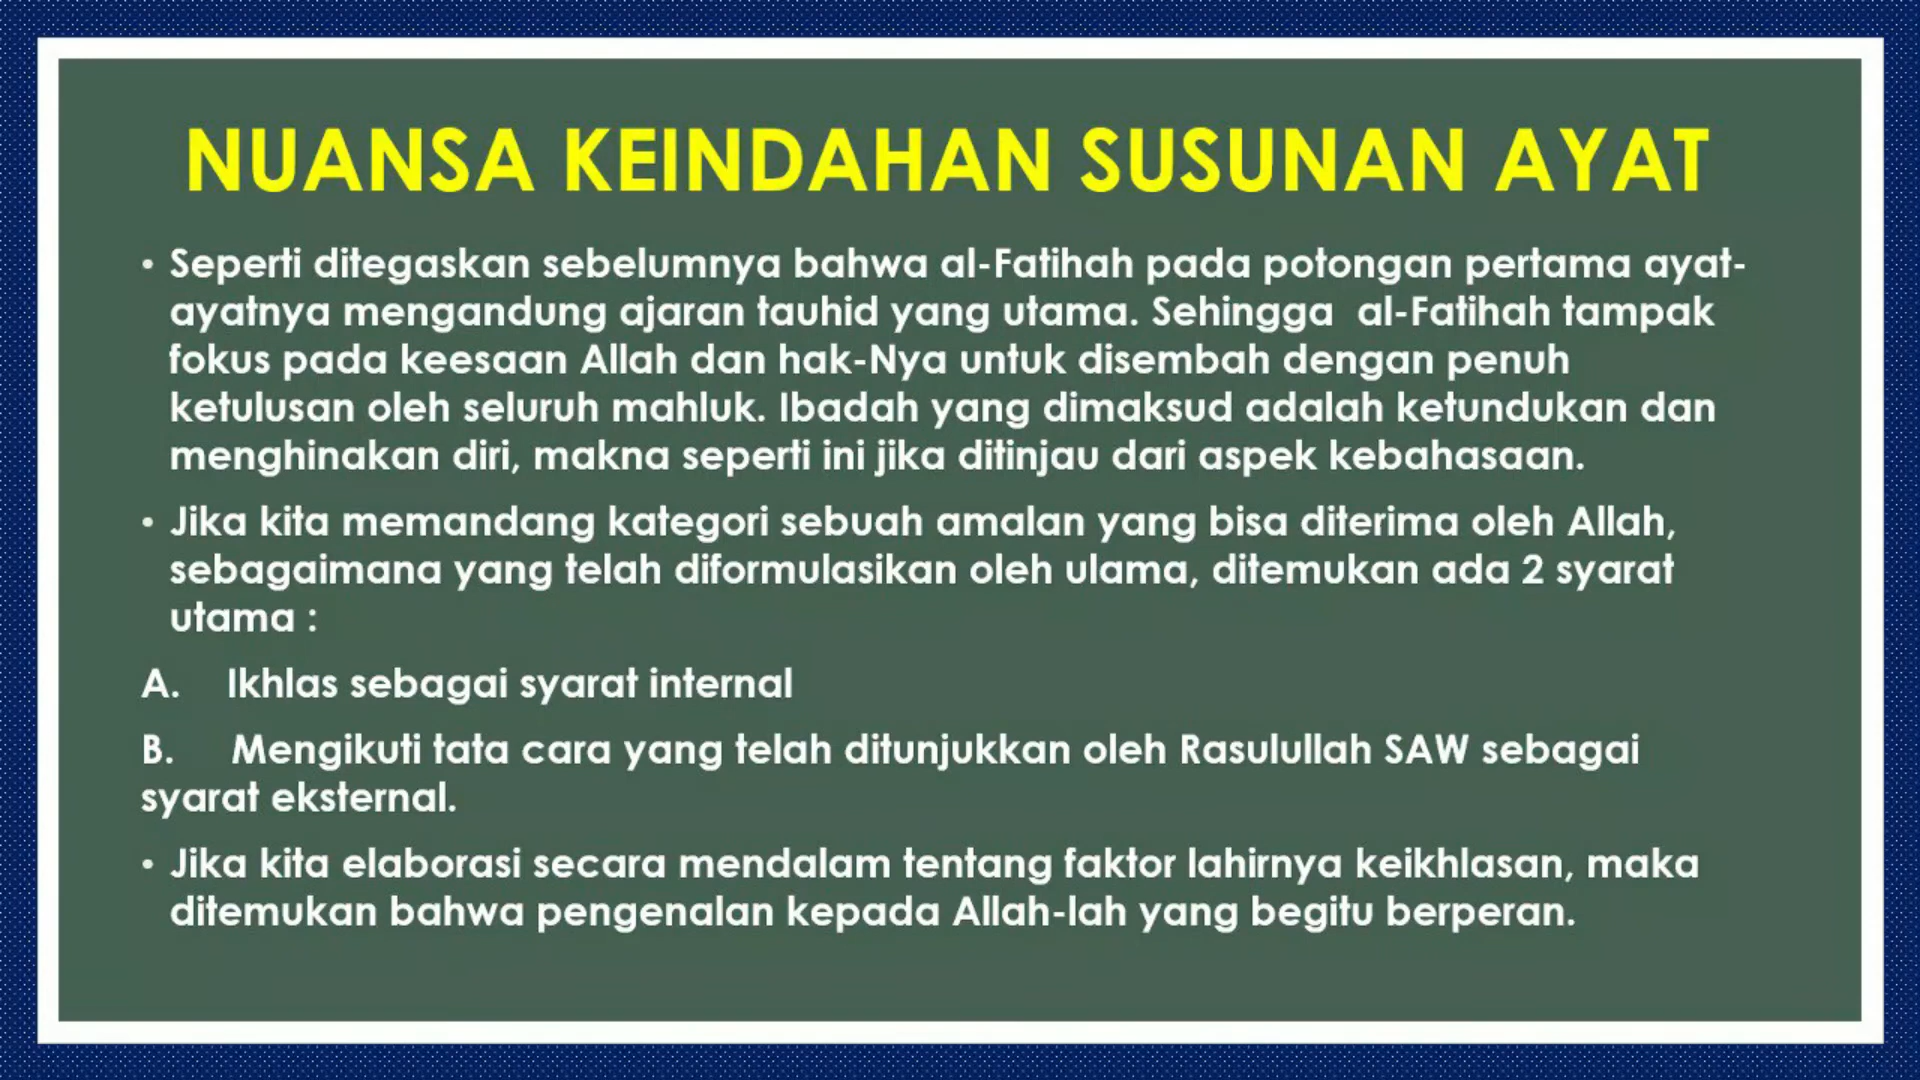 NUANSA KEINDAHAN SUSUNAN AYAT
• Seperti ditegaskan sebelumnya bahwa al-Fatihah pada potongan pertama ayat-
ayatnya mengandung ajaran tauhid yang utama. Sehingga al-Fatihah tampak
fokus pada keesaan Allah dan hak-Nya untuk disembah dengan penuh
ketulusan oleh seluruh mahluk. Ibadah yang dimaksud adalah ketundukan dan
menghinakan diri, makna seperti ini jika ditinjau dari aspek kebahasaan.
• Jika kita memandang kategori sebuah amalan yang bisa diterima oleh Allah,
sebagaimana yang telah diformulasikan oleh ulama, ditemukan ada 2 syarat
utama :
A. Ikhlas sebagai syarat internal
B. Mengikuti tata cara yang telah ditunjukkan oleh Rasulullah SAW sebagai
syarat eksternal.
• Jika kita elaborasi secara mendalam tentang faktor lahirnya keikhlasan, maka
ditemukan bahwa pengenalan kepada Allah-lah yang begitu berperan.